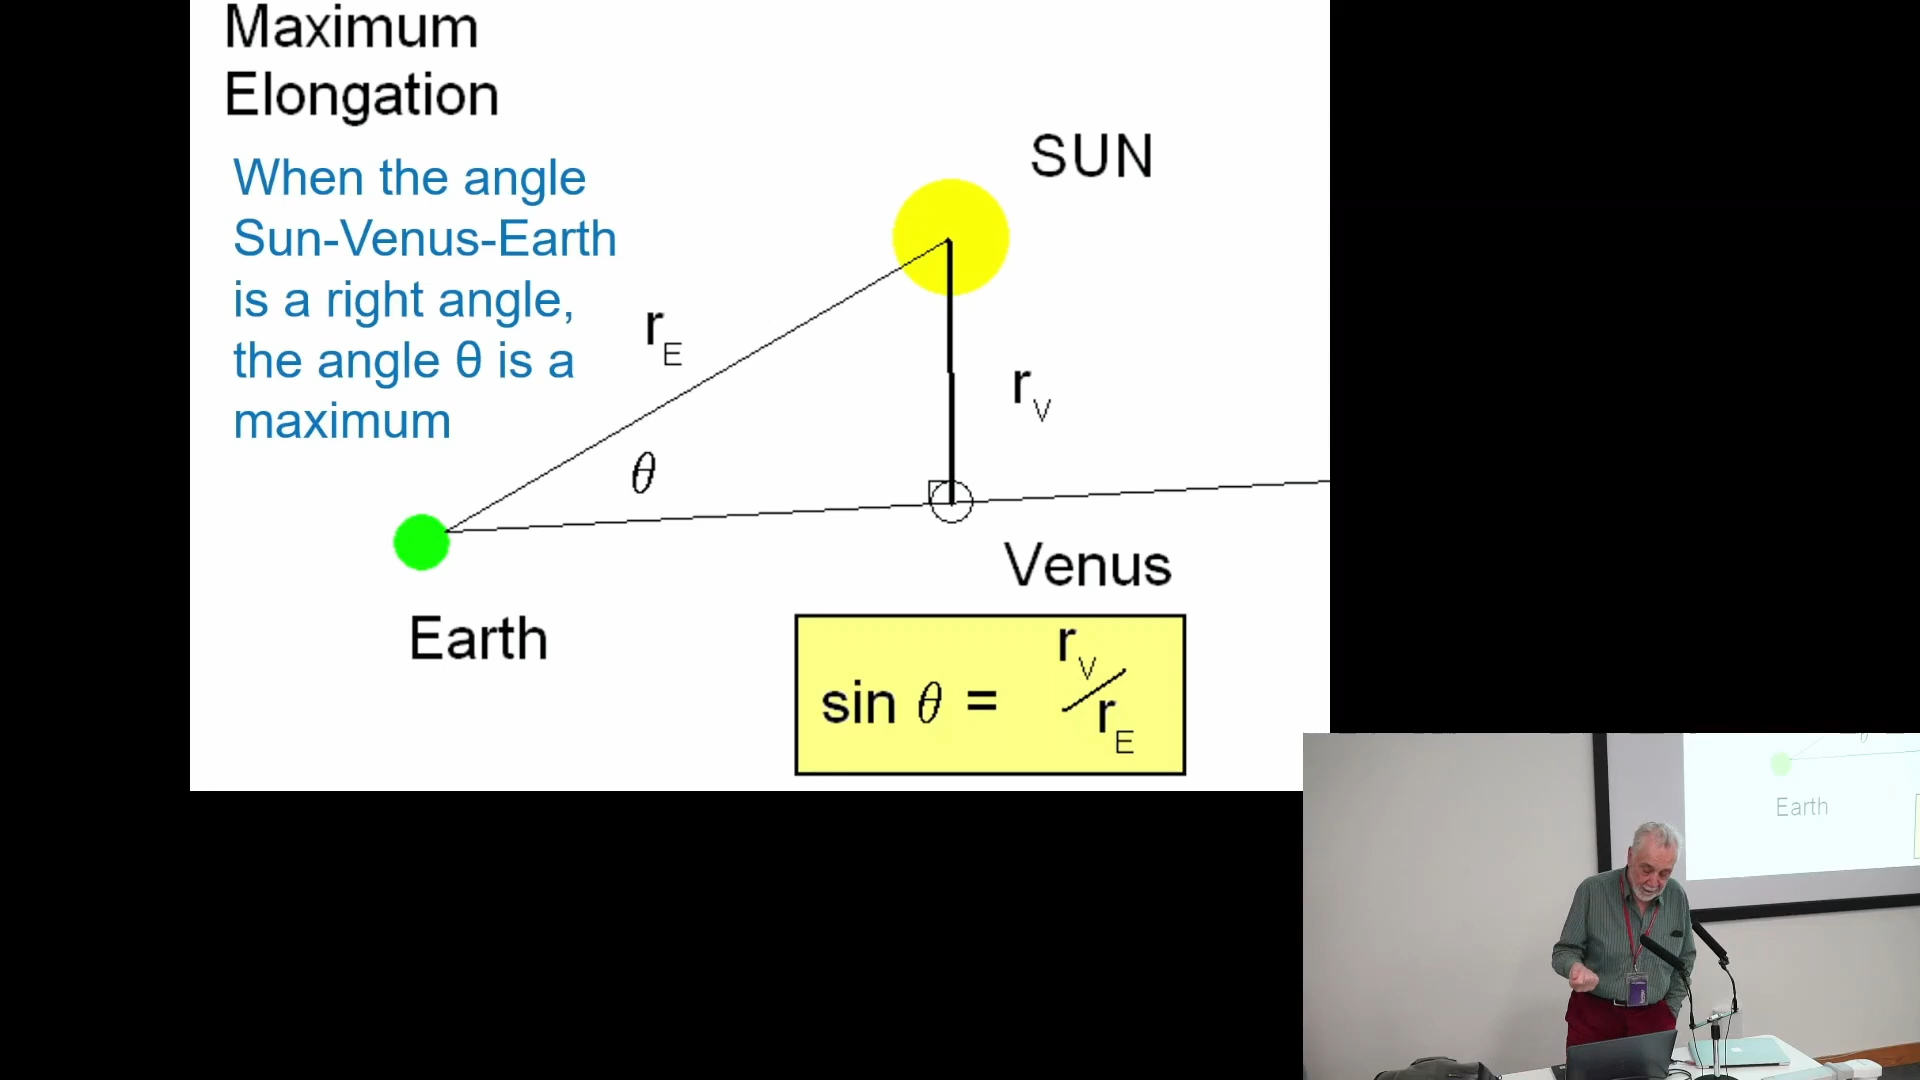 Maximum
Elongation
When the angle
Sun-Venus-Earth
is a right angle,
the angle θ is a
maximum
SUN
r_E
r_V
θ
Venus
Earth
sin θ = r_V/r_E
Earth